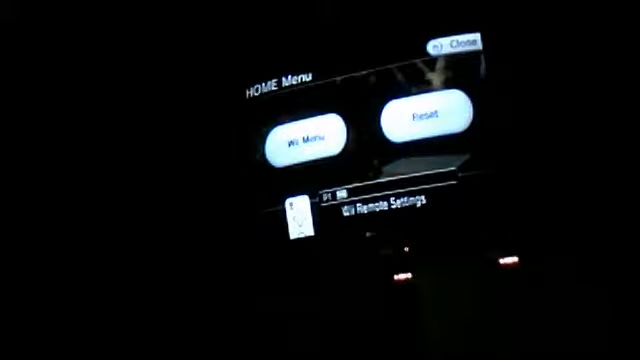 Close
HOME Menu
Wii Menu
Reset
P1
Wii Remote Settings